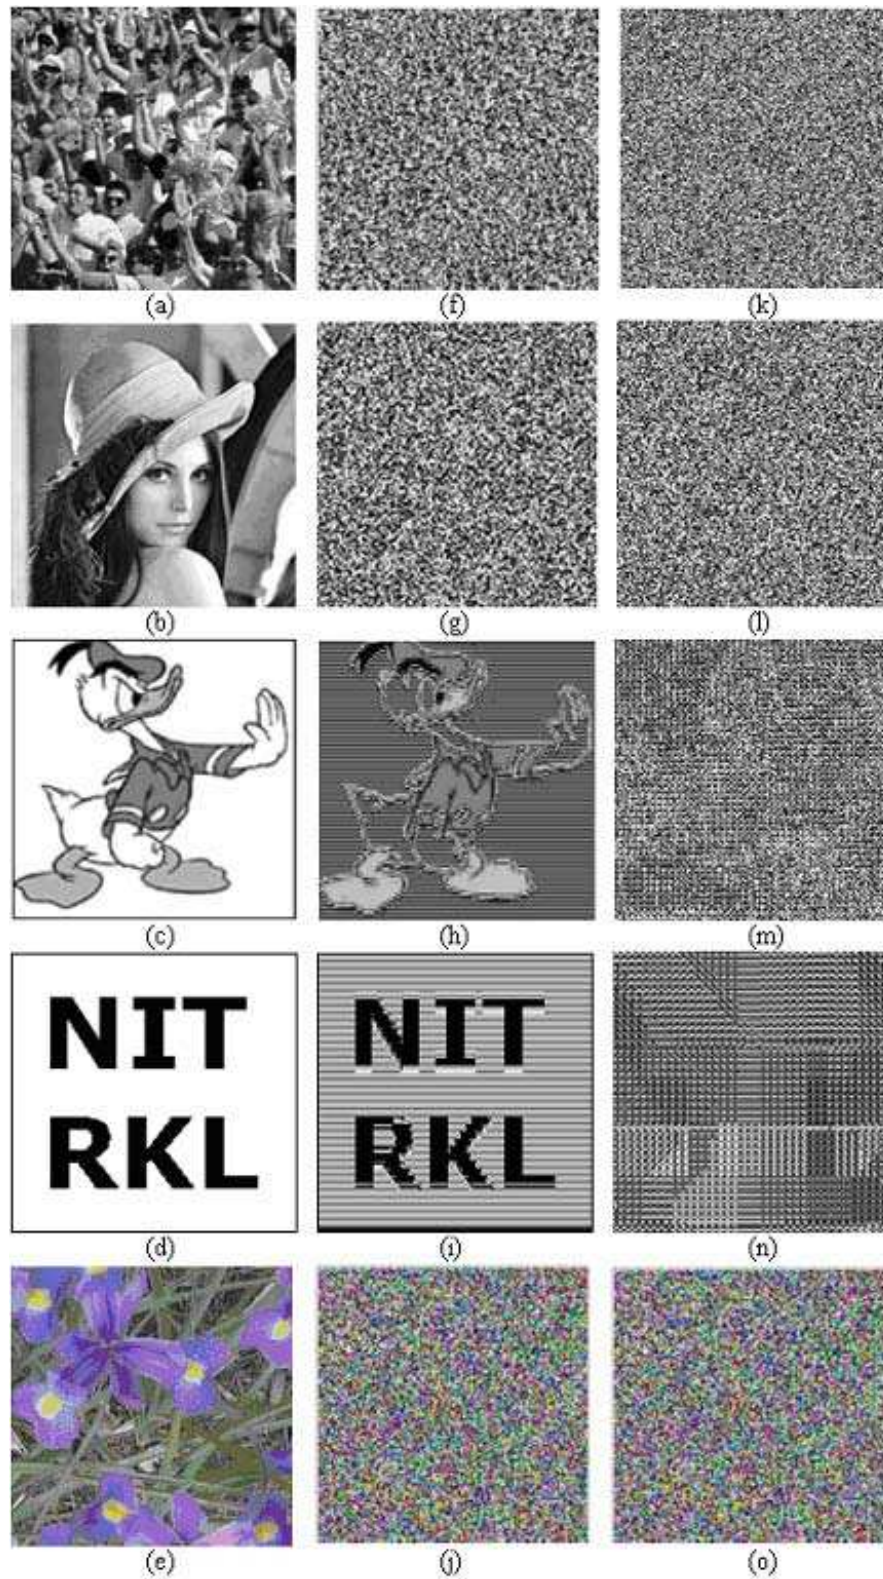 (a) (f) (k)
(b) (g) (l)
(c) (h) (m)
NIT NIT
RKL RKL
(d) (i) (n)
(e) (j) (o)